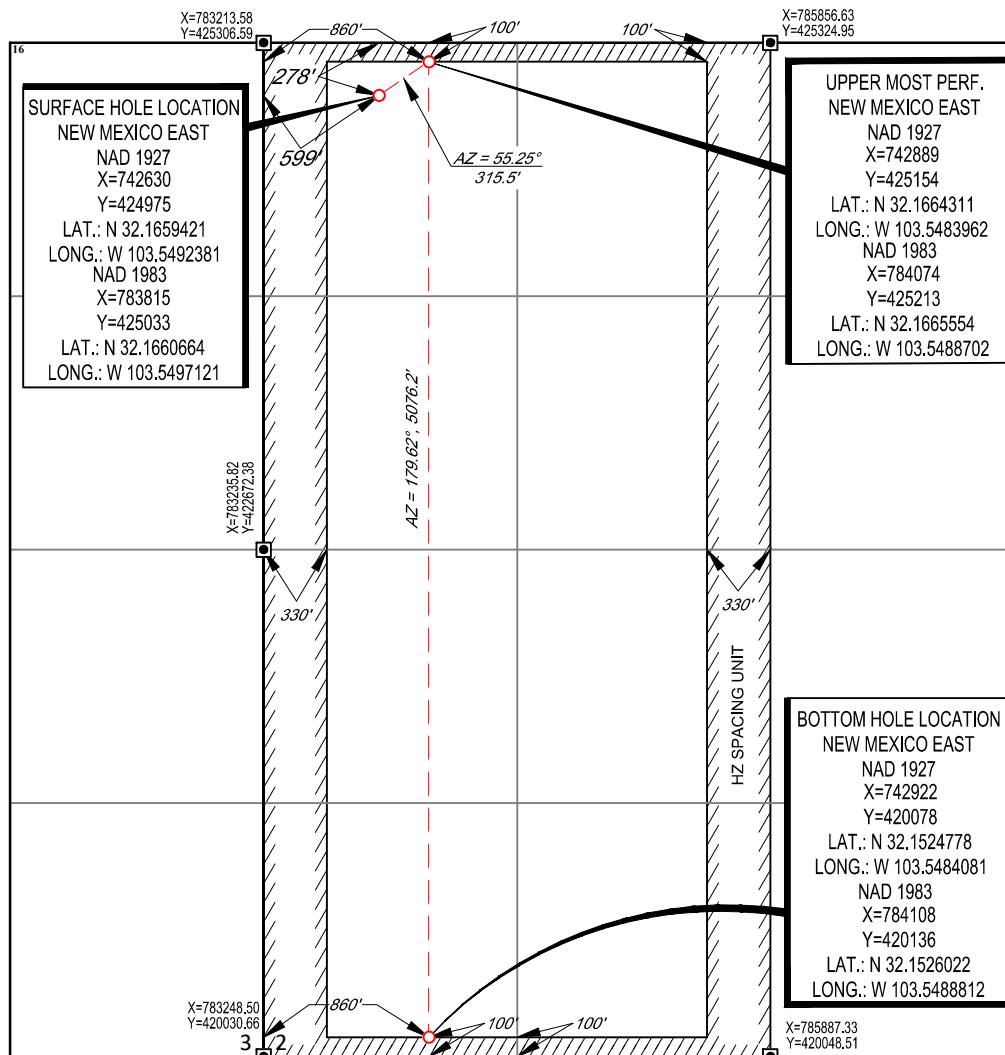 X=783213.58
Y=425306.59
860'
100'
100'
X=785856.63
Y=425324.95
16
278'
599'
AZ = 55.25°
315.5'
SURFACE HOLE LOCATION
NEW MEXICO EAST
NAD 1927
X=742630
Y=424975
LAT.: N 32.1659421
LONG.: W 103.5492381
NAD 1983
X=783815
Y=425033
LAT.: N 32.1660664
LONG.: W 103.5497121
UPPER MOST PERF.
NEW MEXICO EAST
NAD 1927
X=742889
Y=425154
LAT.: N 32.1664311
LONG.: W 103.5483962
NAD 1983
X=784074
Y=425213
LAT.: N 32.1665554
LONG.: W 103.5488702
AZ = 179.62°, 5076.2'
X=783235.82
Y=422672.38
330'
330'
HZ SPACING UNIT
BOTTOM HOLE LOCATION
NEW MEXICO EAST
NAD 1927
X=742922
Y=420078
LAT.: N 32.1524778
LONG.: W 103.5484081
NAD 1983
X=784108
Y=420136
LAT.: N 32.1526022
LONG.: W 103.5488812
X=783248.50
Y=420030.66
860'
100'
100'
3 2
X=785887.33
Y=420048.51